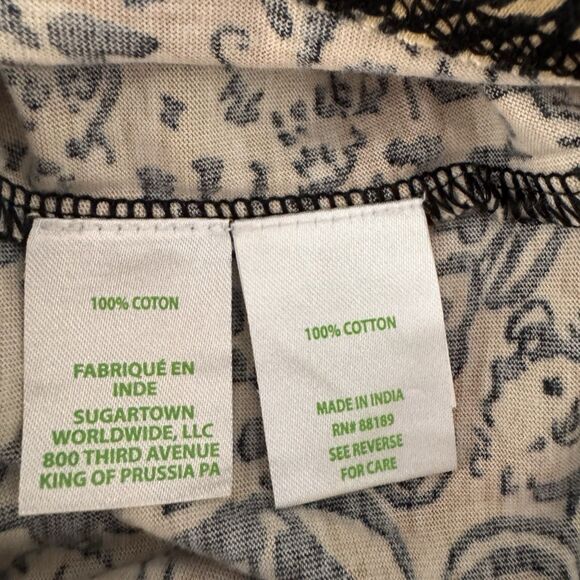 100% COTON
FABRIQUÉ EN
INDE
SUGARTOWN
WORLDWIDE, LLC
800 THIRD AVENUE
KING OF PRUSSIA PA
100% COTTON
MADE IN INDIA
RN# 88189
SEE REVERSE
FOR CARE